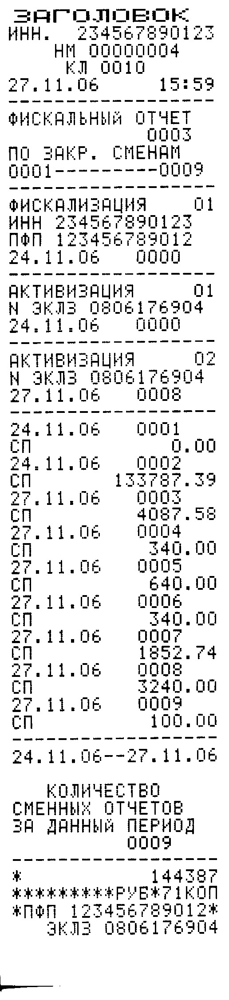 ЗАГОЛОВОК
ИНН. 234567890123
НМ 00000004
КЛ 0010
27.11.06 15:59
------------------
ФИСКАЛЬНЫЙ ОТЧЕТ
0003
ПО ЗАКР. СМЕНАМ
0001---------0009
------------------
ФИСКАЛИЗАЦИЯ 01
ИНН 234567890123
ПФП 123456789012
24.11.06 0000
------------------
АКТИВИЗАЦИЯ 01
N ЭКЛЗ 0806176904
24.11.06 0000
------------------
АКТИВИЗАЦИЯ 02
N ЭКЛЗ 0806176904
27.11.06 0008
------------------
24.11.06 0001
СП 0.00
24.11.06 0002
СП 133787.39
27.11.06 0003
СП 4087.58
27.11.06 0004
СП 340.00
27.11.06 0005
СП 640.00
27.11.06 0006
СП 340.00
27.11.06 0007
СП 1852.74
27.11.06 0008
СП 3240.00
27.11.06 0009
СП 100.00
------------------
24.11.06--27.11.06
КОЛИЧЕСТВО
СМЕННЫХ ОТЧЕТОВ
ЗА ДАННЫЙ ПЕРИОД
0009
------------------
* 144387
*********РУБ*71КОП
*ПФП 123456789012*
ЭКЛЗ 0806176904